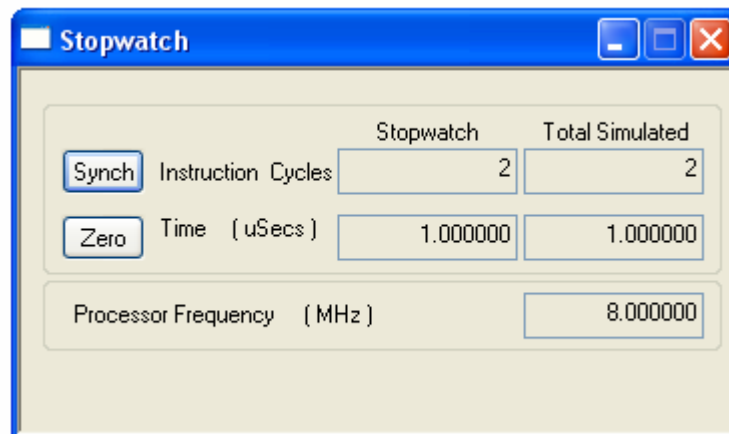 Stopwatch
Stopwatch Total Simulated
Synch Instruction Cycles 2 2
Zero Time ( uSecs ) 1.000000 1.000000
Processor Frequency ( MHz ) 8.000000